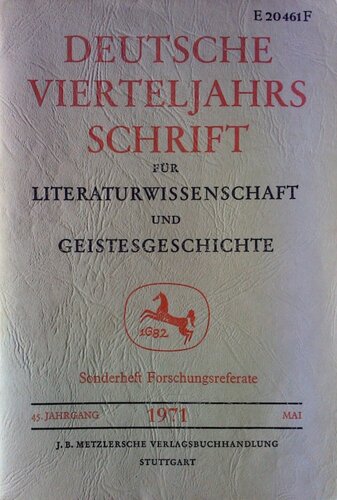 E 20461 F
DEUTSCHE
VIERTELJAHRS
SCHRIFT
FÜR
LITERATURWISSENSCHAFT
UND
GEISTESGESCHICHTE
1682
Sonderheft Forschungsreferate
45. JAHRGANG 1971 MAI
J. B. METZLERSCHE VERLAGSBUCHHANDLUNG
STUTTGART